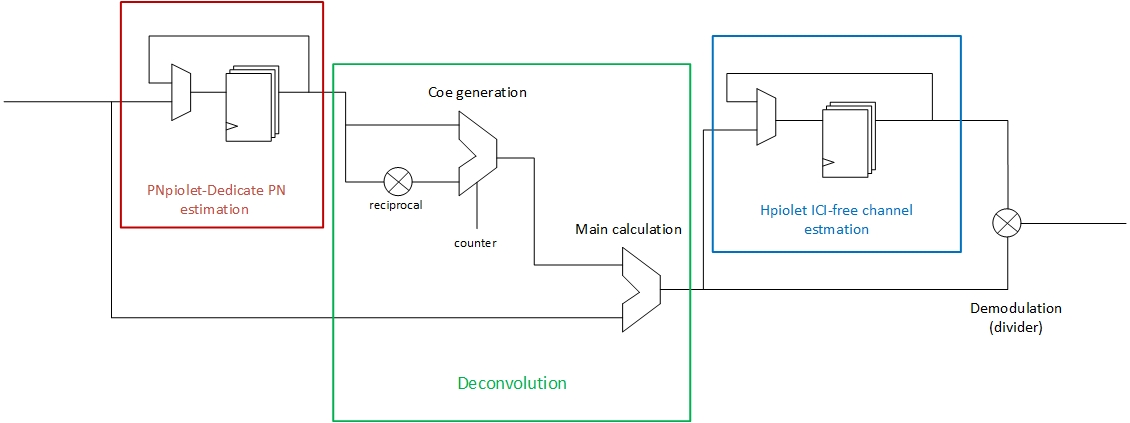 Coe generation
PNpiolet-Dedicate PN
estimation
reciprocal
counter
Main calculation
Deconvolution
Hpiolet ICI-free channel
estmation
Demodulation
(divider)